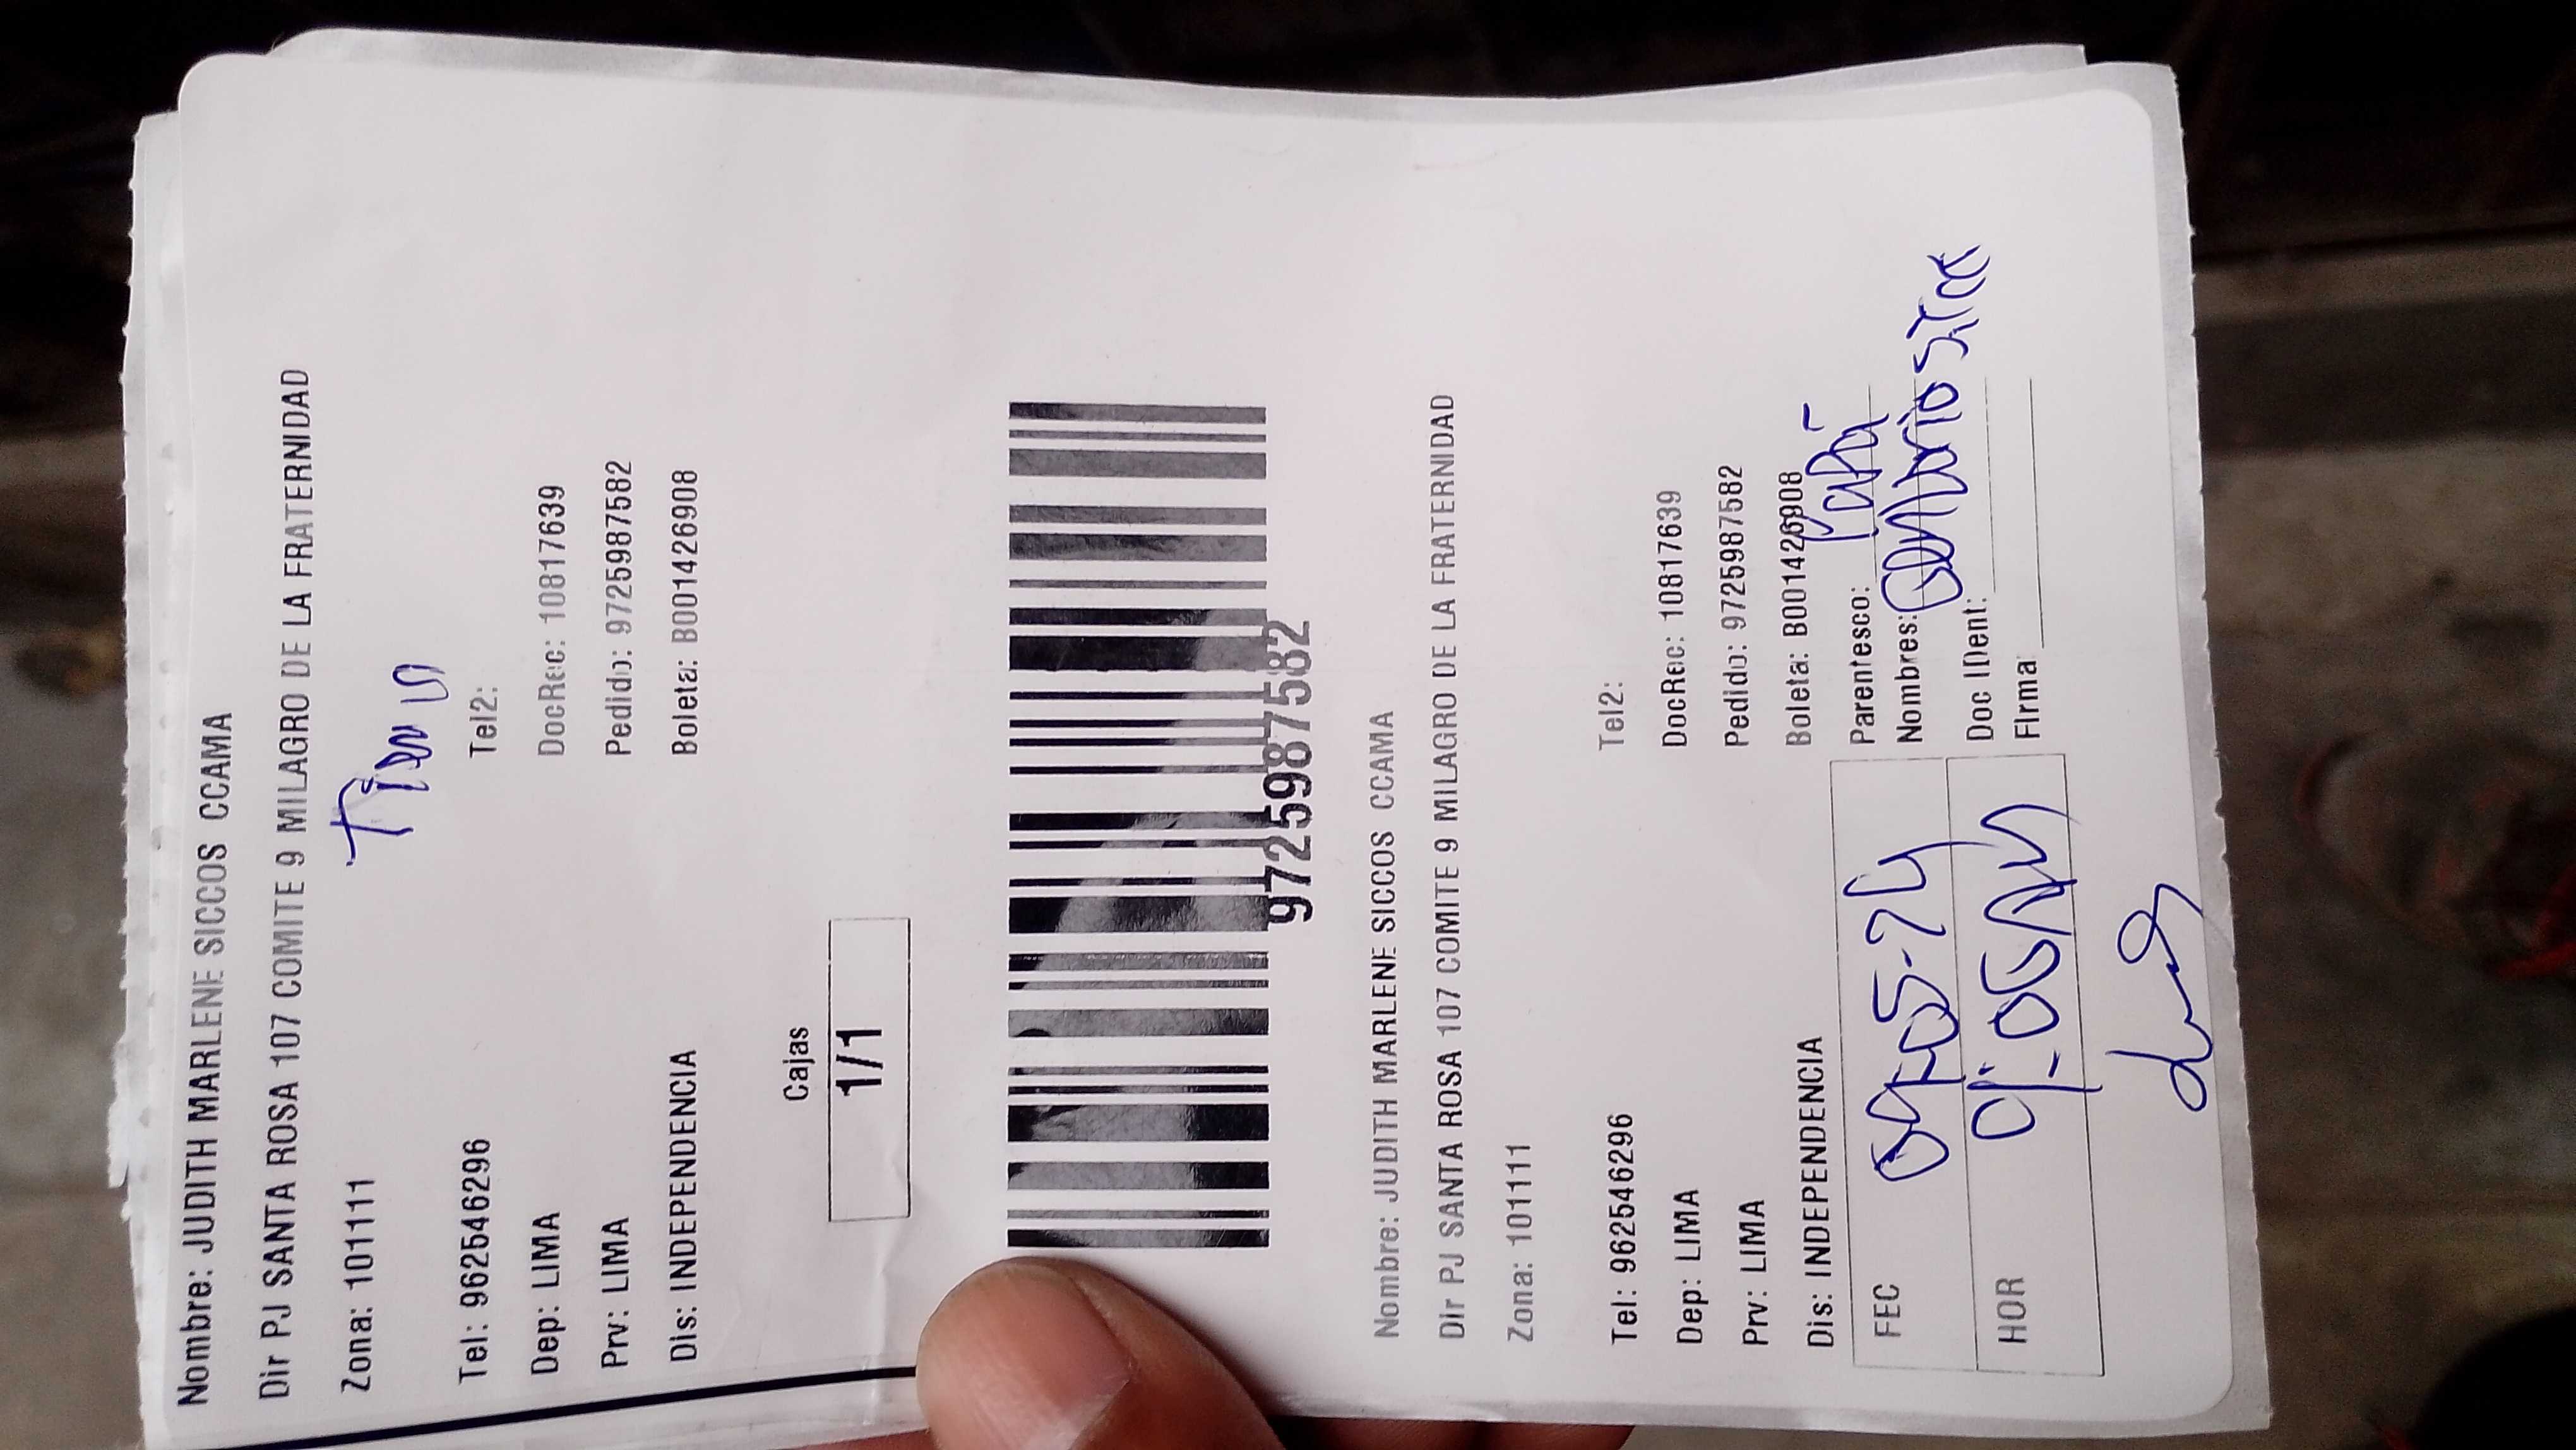 Nombre: JUDITH MARLENE SICCOS CCAMA
Dir PJ SANTA ROSA 107 COMITE 9 MILAGRO DE LA FRATERNIDAD
Zona: 101111
Tel: 962546296 Tel2:
Dep: LIMA DocRec: 10817639
Prv: LIMA Pedido: 9725987582
Dis: INDEPENDENCIA Boleta: B001426908
Cajas
1/1
9725987582
Nombre: JUDITH MARLENE SICCOS CCAMA
Dir PJ SANTA ROSA 107 COMITE 9 MILAGRO DE LA FRATERNIDAD
Zona: 101111
Tel: 962546296 Tel2:
Dep: LIMA DocRec: 10817639
Prv: LIMA Pedido: 9725987582
Dis: INDEPENDENCIA Boleta: B001426908
FEC Parentesco: Papá
Nombres:
HOR Doc IDent:
FIrma